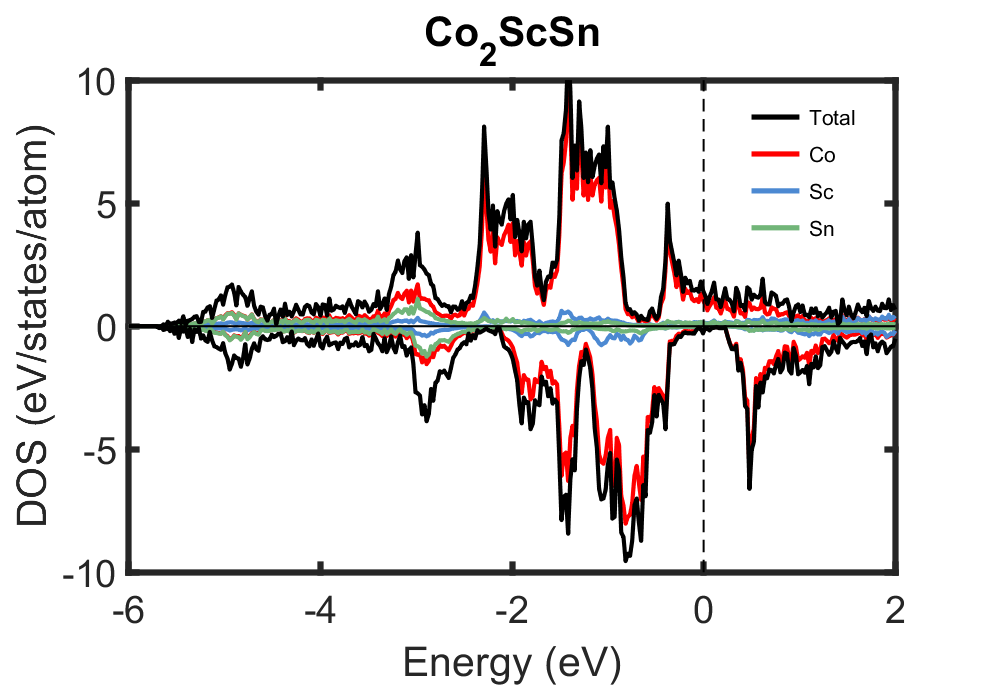 Co₂ScSn
10
5
0
-5
-10
DOS (eV/states/atom)
Total
Co
Sc
Sn
-6 -4 -2 0 2
Energy (eV)